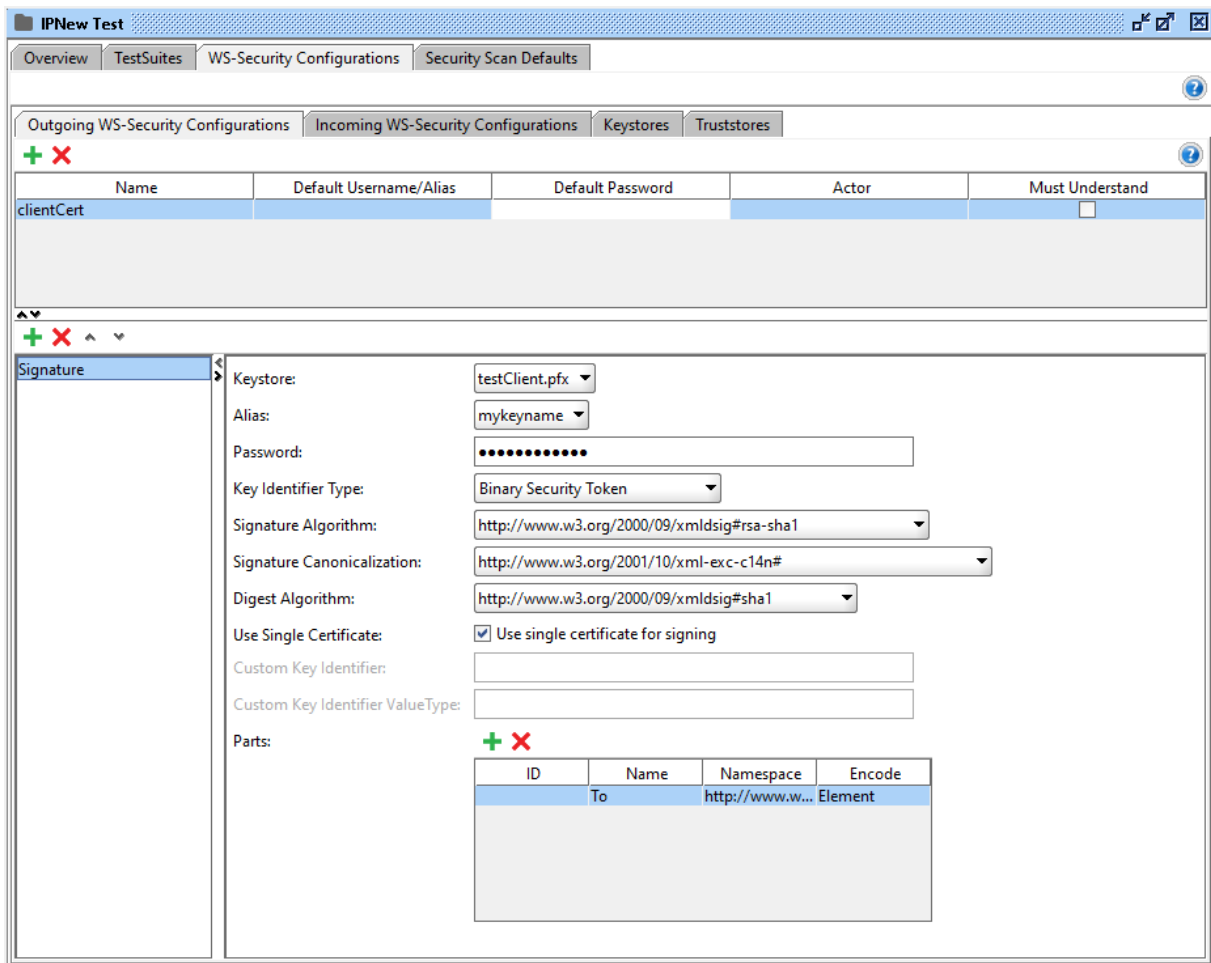 IPNew Test
Overview TestSuites WS-Security Configurations Security Scan Defaults
Outgoing WS-Security Configurations Incoming WS-Security Configurations Keystores Truststores
Name Default Username/Alias Default Password Actor Must Understand
clientCert
Signature
Keystore: testClient.pfx
Alias: mykeyname
Password: ●●●●●●●●●●●●
Key Identifier Type: Binary Security Token
Signature Algorithm: http://www.w3.org/2000/09/xmldsig#rsa-sha1
Signature Canonicalization: http://www.w3.org/2001/10/xml-exc-c14n#
Digest Algorithm: http://www.w3.org/2000/09/xmldsig#sha1
Use Single Certificate: Use single certificate for signing
Custom Key Identifier:
Custom Key Identifier ValueType:
Parts:
ID Name Namespace Encode
To http://www.w... Element